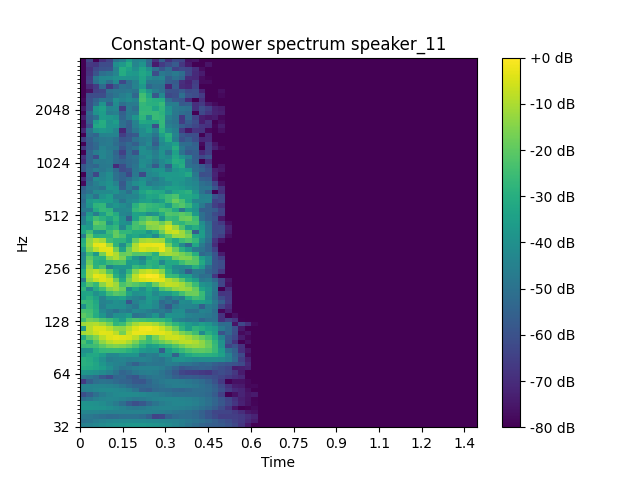 Constant-Q power spectrum speaker_11
+0 dB
2048
-10 dB
1024
-20 dB
512
-30 dB
Hz
-40 dB
256
-50 dB
128
-60 dB
64
-70 dB
32
-80 dB
0 0.15 0.3 0.45 0.6 0.75 0.9 1.1 1.2 1.4
Time